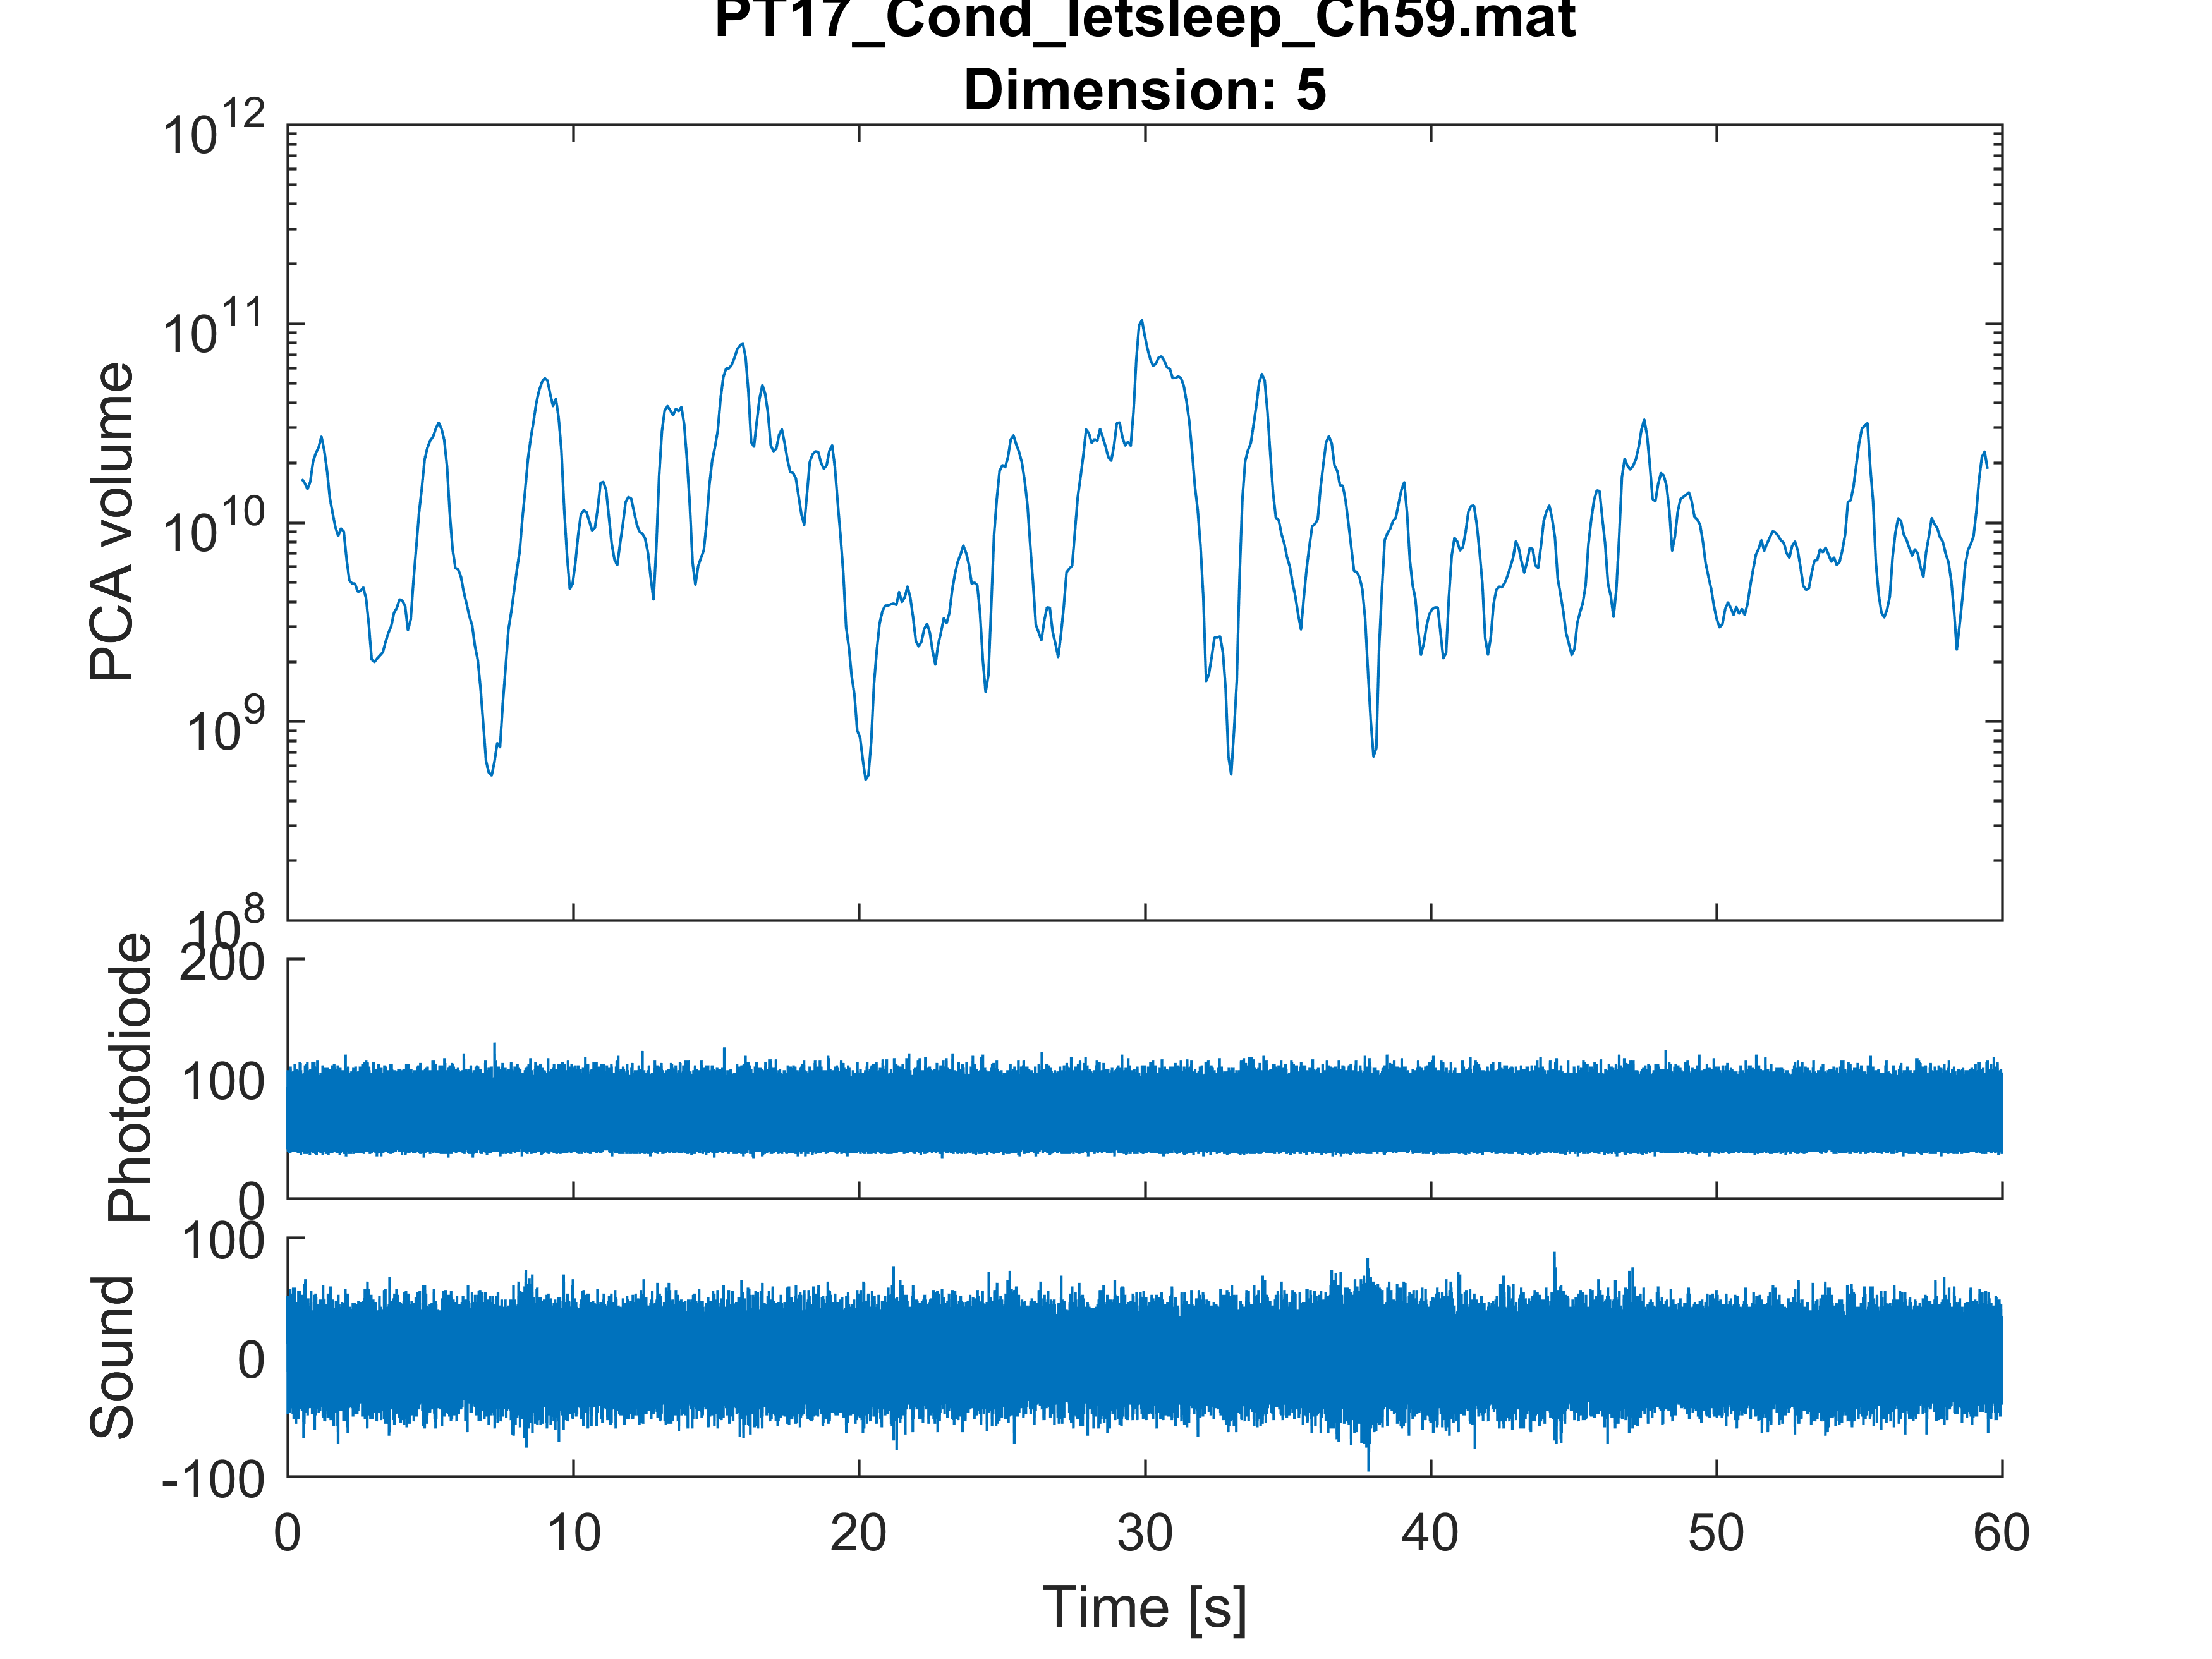 PT17_Cond_letsleep_Ch59.mat
Dimension: 5
PCA volume
10^12
10^11
10^10
10^9
10^8
Photodiode
200
100
0
Sound
100
0
-100
0 10 20 30 40 50 60
Time [s]